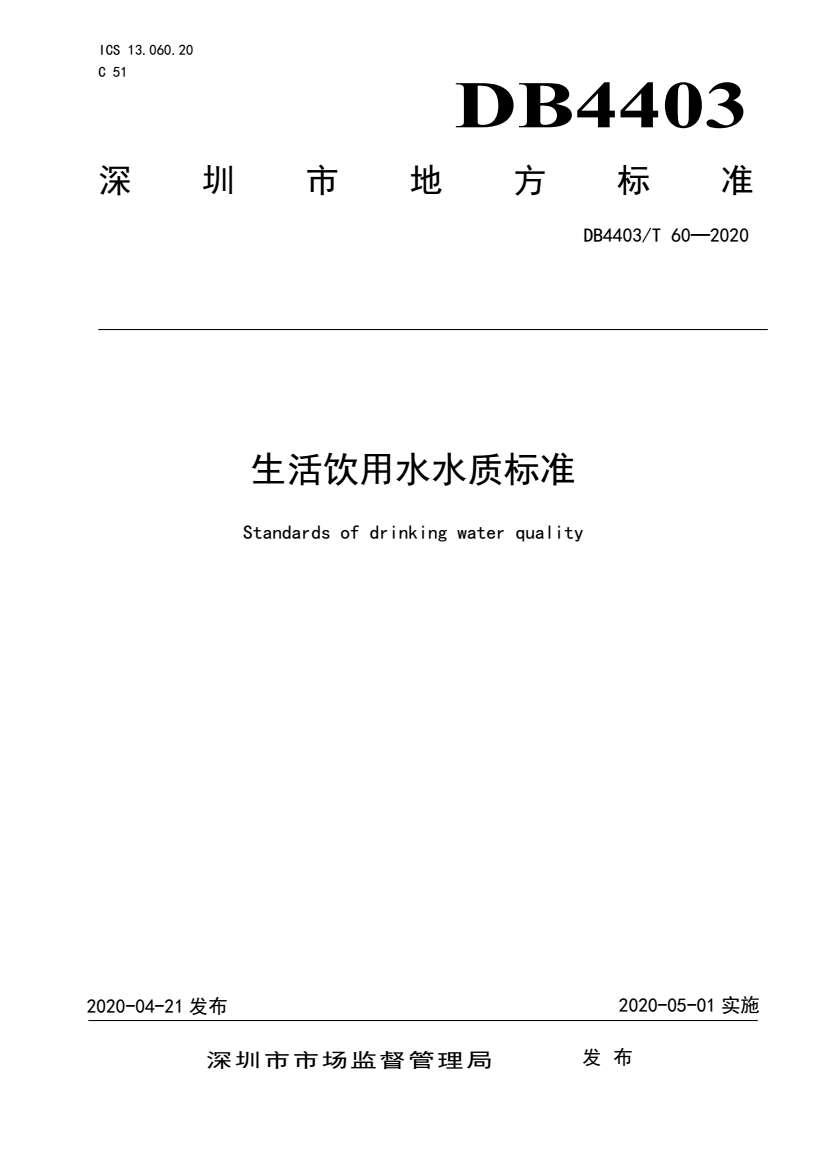 ICS 13.060.20
C 51
DB4403
深圳市地方标准
DB4403/T 60—2020
生活饮用水水质标准
Standards of drinking water quality
2020-04-21 发布 2020-05-01 实施
深圳市市场监督管理局 发布